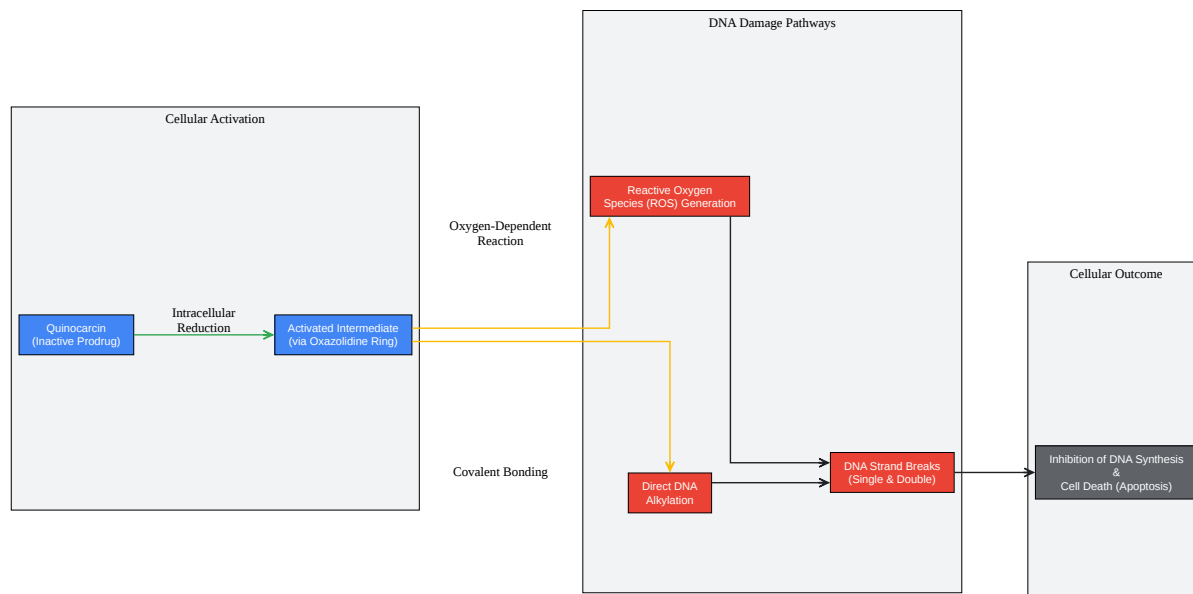 DNA Damage Pathways
Cellular Activation
Reactive Oxygen
Species (ROS) Generation
Oxygen-Dependent
Reaction
Cellular Outcome
Intracellular
Reduction
Quinocarcin
(Inactive Prodrug)
Activated Intermediate
(via Oxazolidine Ring)
Covalent Bonding
Direct DNA
Alkylation
DNA Strand Breaks
(Single & Double)
Inhibition of DNA Synthesis
&
Cell Death (Apoptosis)